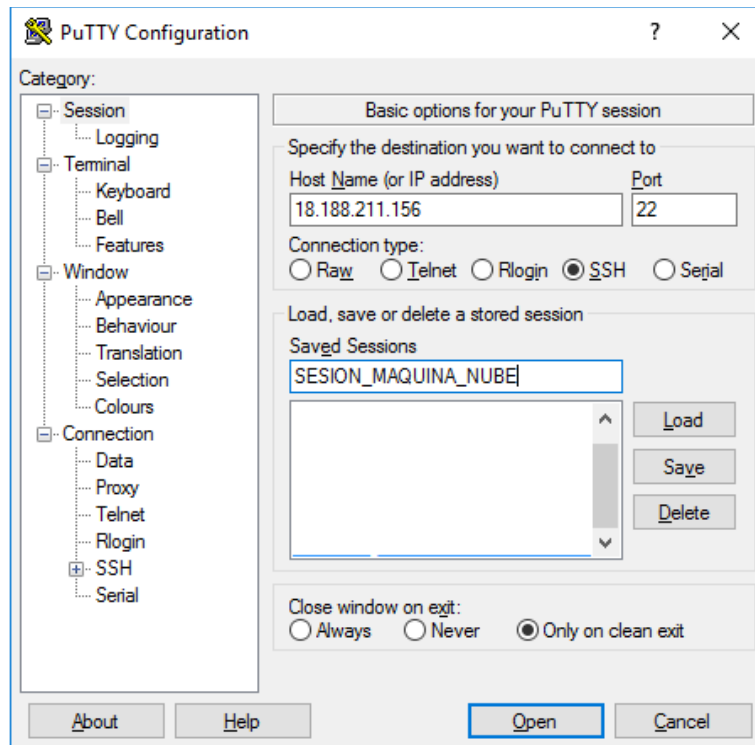 PuTTY Configuration
?
Category:
Session
Logging
Terminal
Keyboard
Bell
Features
Window
Appearance
Behaviour
Translation
Selection
Colours
Connection
Data
Proxy
Telnet
Rlogin
SSH
Serial
Basic options for your PuTTY session
Specify the destination you want to connect to
Host Name (or IP address) Port
18.188.211.156 22
Connection type:
Raw Telnet Rlogin SSH Serial
Load, save or delete a stored session
Saved Sessions
SESION_MAQUINA_NUBE
Load
Save
Delete
Close window on exit:
Always Never Only on clean exit
About Help Open Cancel